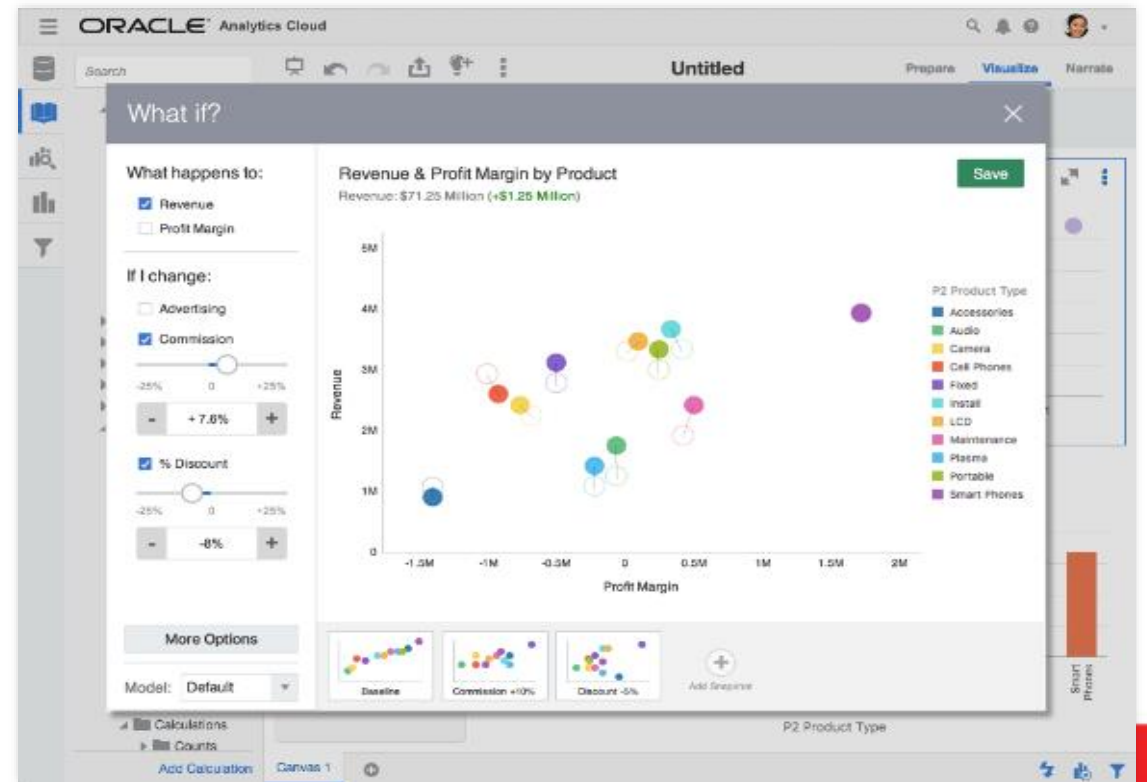 ORACLE Analytics Cloud
Search
Untitled
Prepare Visualize Narrate
What if?
What happens to:
Revenue
Profit Margin
If I change:
Advertising
Commission
-25% 0 +25%
- +7.6% +
% Discount
-25% 0 +25%
- -8% +
More Options
Model: Default
Revenue & Profit Margin by Product
Revenue: $71.25 Million (+$1.25 Million)
Save
5M
4M
3M
2M
1M
0
Revenue
-1.5M -1M -0.5M 0 0.5M 1M 1.5M 2M
Profit Margin
P2 Product Type
Accessories
Audio
Camera
Cell Phones
Fixed
Install
LCD
Maintenance
Plasma
Portable
Smart Phones
Baseline
Commission +10%
Discount -5%
Add Snapshot
Smart
Phones
P2 Product Type
Calculations
Counts
Add Calculation
Canvas 1